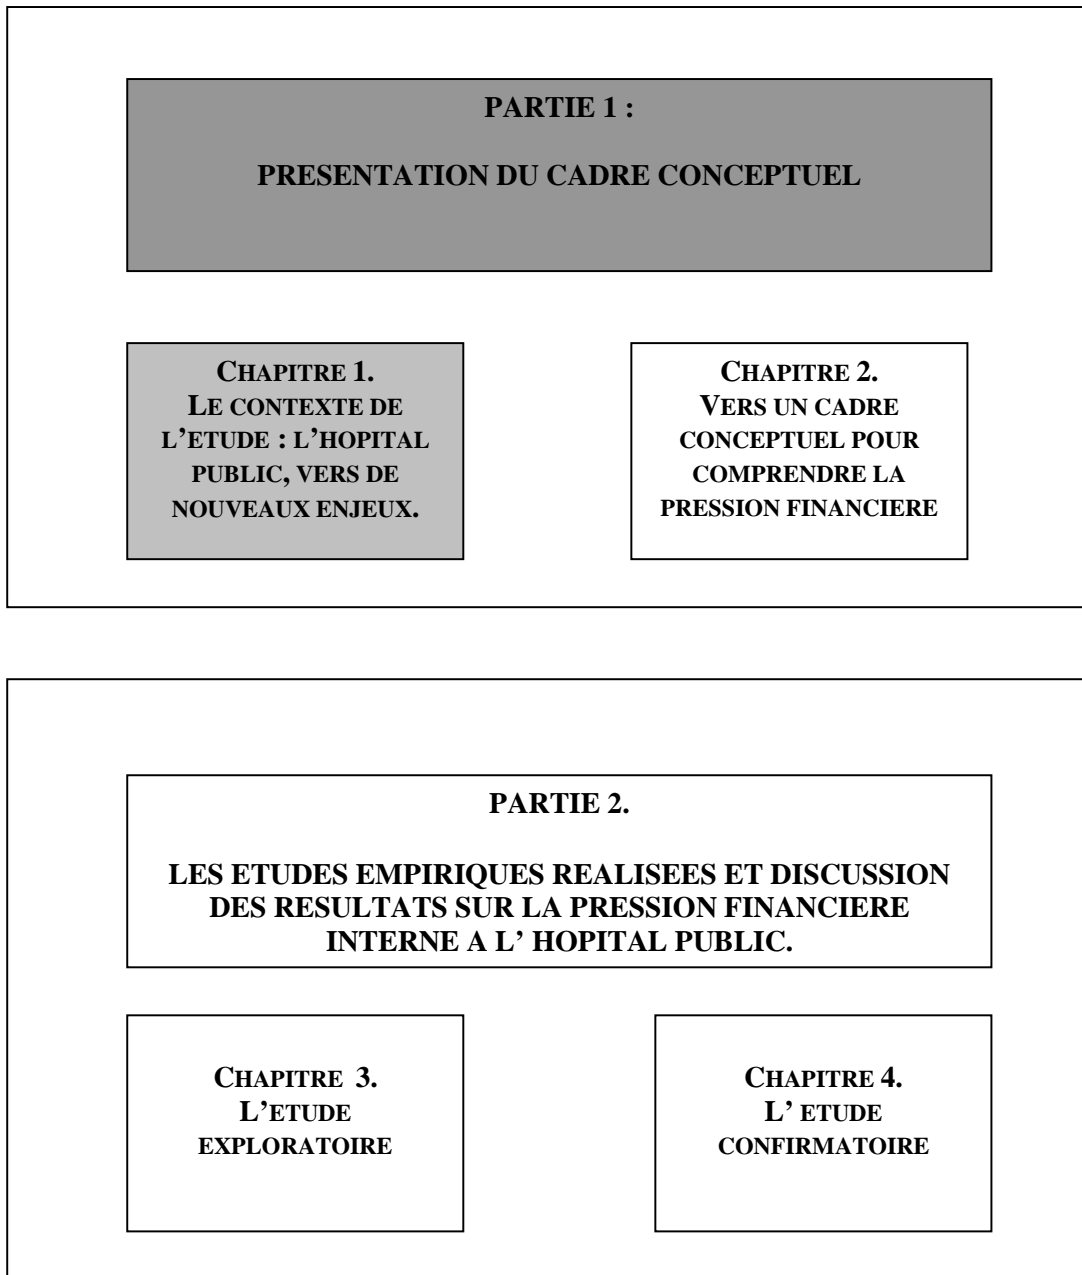 PARTIE 1 :
PRESENTATION DU CADRE CONCEPTUEL
CHAPITRE 1.
LE CONTEXTE DE
L’ETUDE : L’HOPITAL
PUBLIC, VERS DE
NOUVEAUX ENJEUX.
CHAPITRE 2.
VERS UN CADRE
CONCEPTUEL POUR
COMPRENDRE LA
PRESSION FINANCIERE
PARTIE 2.
LES ETUDES EMPIRIQUES REALISEES ET DISCUSSION
DES RESULTATS SUR LA PRESSION FINANCIERE
INTERNE A L’ HOPITAL PUBLIC.
CHAPITRE 3.
L’ETUDE
EXPLORATOIRE
CHAPITRE 4.
L’ ETUDE
CONFIRMATOIRE